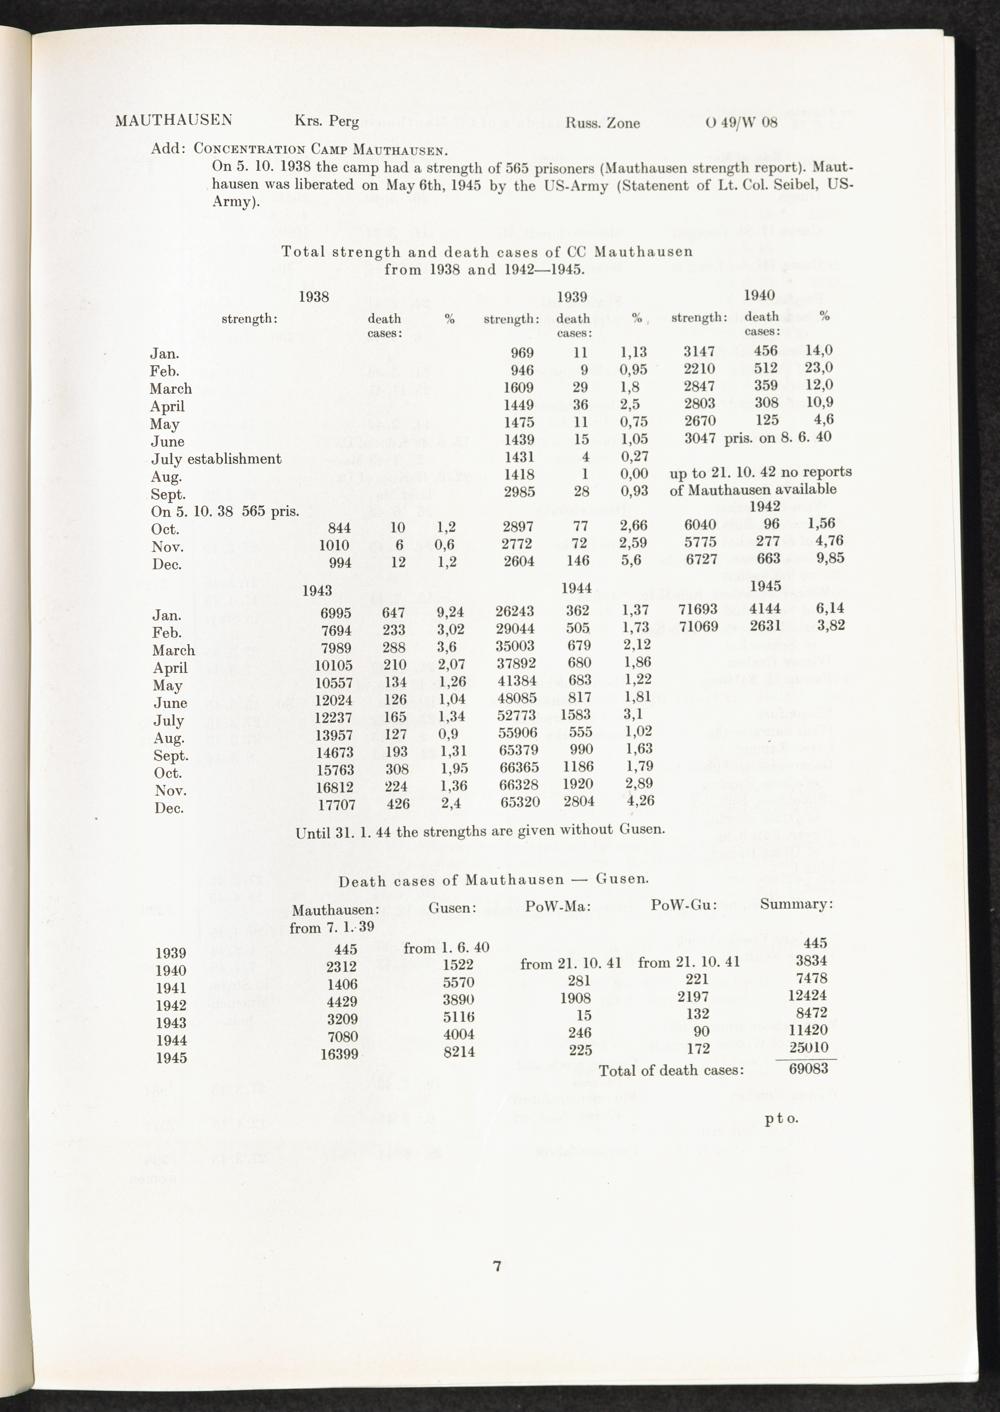 MAUTHAUSEN Krs. Perg Russ. Zone O 49/W 08
Add: CONCENTRATION CAMP MAUTHAUSEN.
On 5. 10. 1938 the camp had a strength of 565 prisoners (Mauthausen strength report). Maut-
hausen was liberated on May 6th, 1945 by the US-Army (Statenent of Lt. Col. Seibel, US-
Army).
Total strength and death cases of CC Mauthausen
from 1938 and 1942—1945.
1938 1939 1940
strength: death % strength: death % strength: death %
cases: cases: cases:
Jan. 969 11 1,13 3147 456 14,0
Feb. 946 9 0,95 2210 512 23,0
March 1609 29 1,8 2847 359 12,0
April 1449 36 2,5 2803 308 10,9
May 1475 11 0,75 2670 125 4,6
June 1439 15 1,05 3047 pris. on 8. 6. 40
July establishment 1431 4 0,27
Aug. 1418 1 0,00 up to 21. 10. 42 no reports
Sept. 2985 28 0,93 of Mauthausen available
On 5. 10. 38 565 pris. 1942
Oct. 844 10 1,2 2897 77 2,66 6040 96 1,56
Nov. 1010 6 0,6 2772 72 2,59 5775 277 4,76
Dec. 994 12 1,2 2604 146 5,6 6727 663 9,85
1943 1944 1945
Jan. 6995 647 9,24 26243 362 1,37 71693 4144 6,14
Feb. 7694 233 3,02 29044 505 1,73 71069 2631 3,82
March 7989 288 3,6 35003 679 2,12
April 10105 210 2,07 37892 680 1,86
May 10557 134 1,26 41384 683 1,22
June 12024 126 1,04 48085 817 1,81
July 12237 165 1,34 52773 1583 3,1
Aug. 13957 127 0,9 55906 555 1,02
Sept. 14673 193 1,31 65379 990 1,63
Oct. 15763 308 1,95 66365 1186 1,79
Nov. 16812 224 1,36 66328 1920 2,89
Dec. 17707 426 2,4 65320 2804 4,26
Until 31. 1. 44 the strengths are given without Gusen.
Death cases of Mauthausen — Gusen.
Mauthausen: Gusen: PoW-Ma: PoW-Gu: Summary:
from 7. 1. 39
1939 445 from 1. 6. 40 445
1940 2312 1522 from 21. 10. 41 from 21. 10. 41 3834
1941 1406 5570 281 221 7478
1942 4429 3890 1908 2197 12424
1943 3209 5116 15 132 8472
1944 7080 4004 246 90 11420
1945 16399 8214 225 172 25010
Total of death cases: 69083
pto.
7